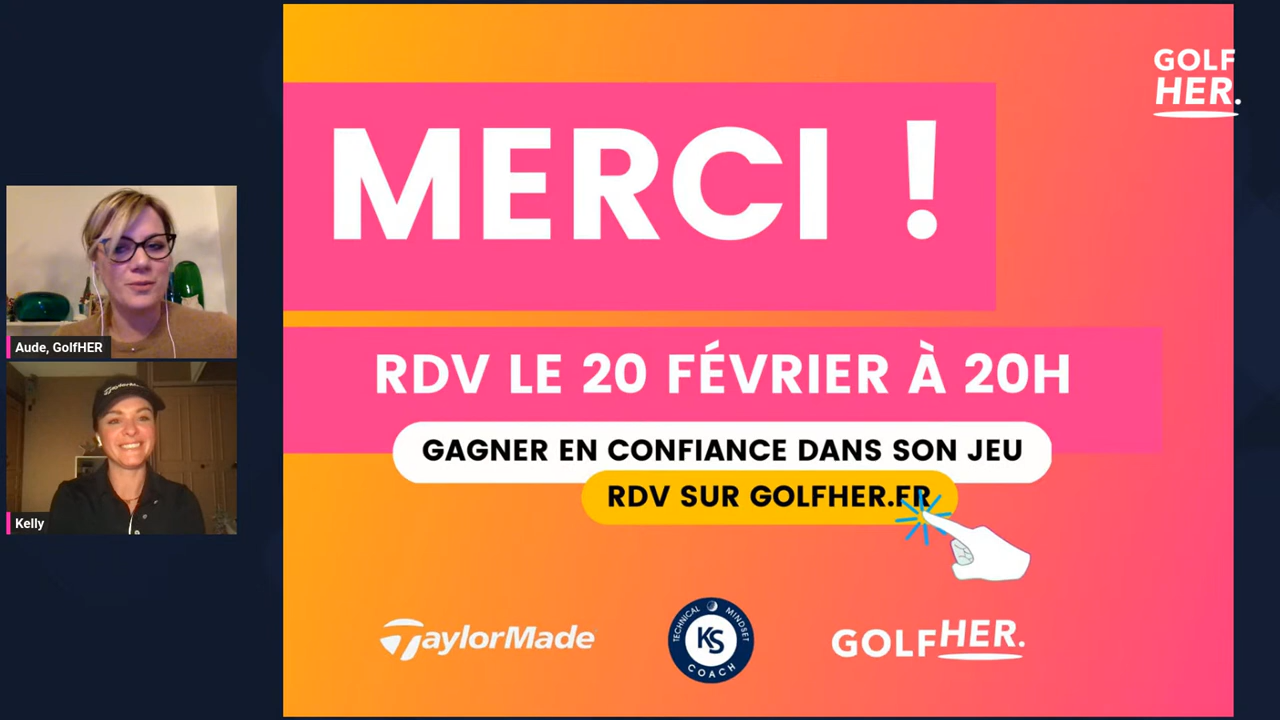 GOLF
HER.
MERCI !
RDV LE 20 FÉVRIER À 20H
GAGNER EN CONFIANCE DANS SON JEU
RDV SUR GOLFHER.FR
Aude, GolfHER
TaylorMade
Kelly
TaylorMade
TECHNICAL MINDSET
KS
COACH
GOLFHER.